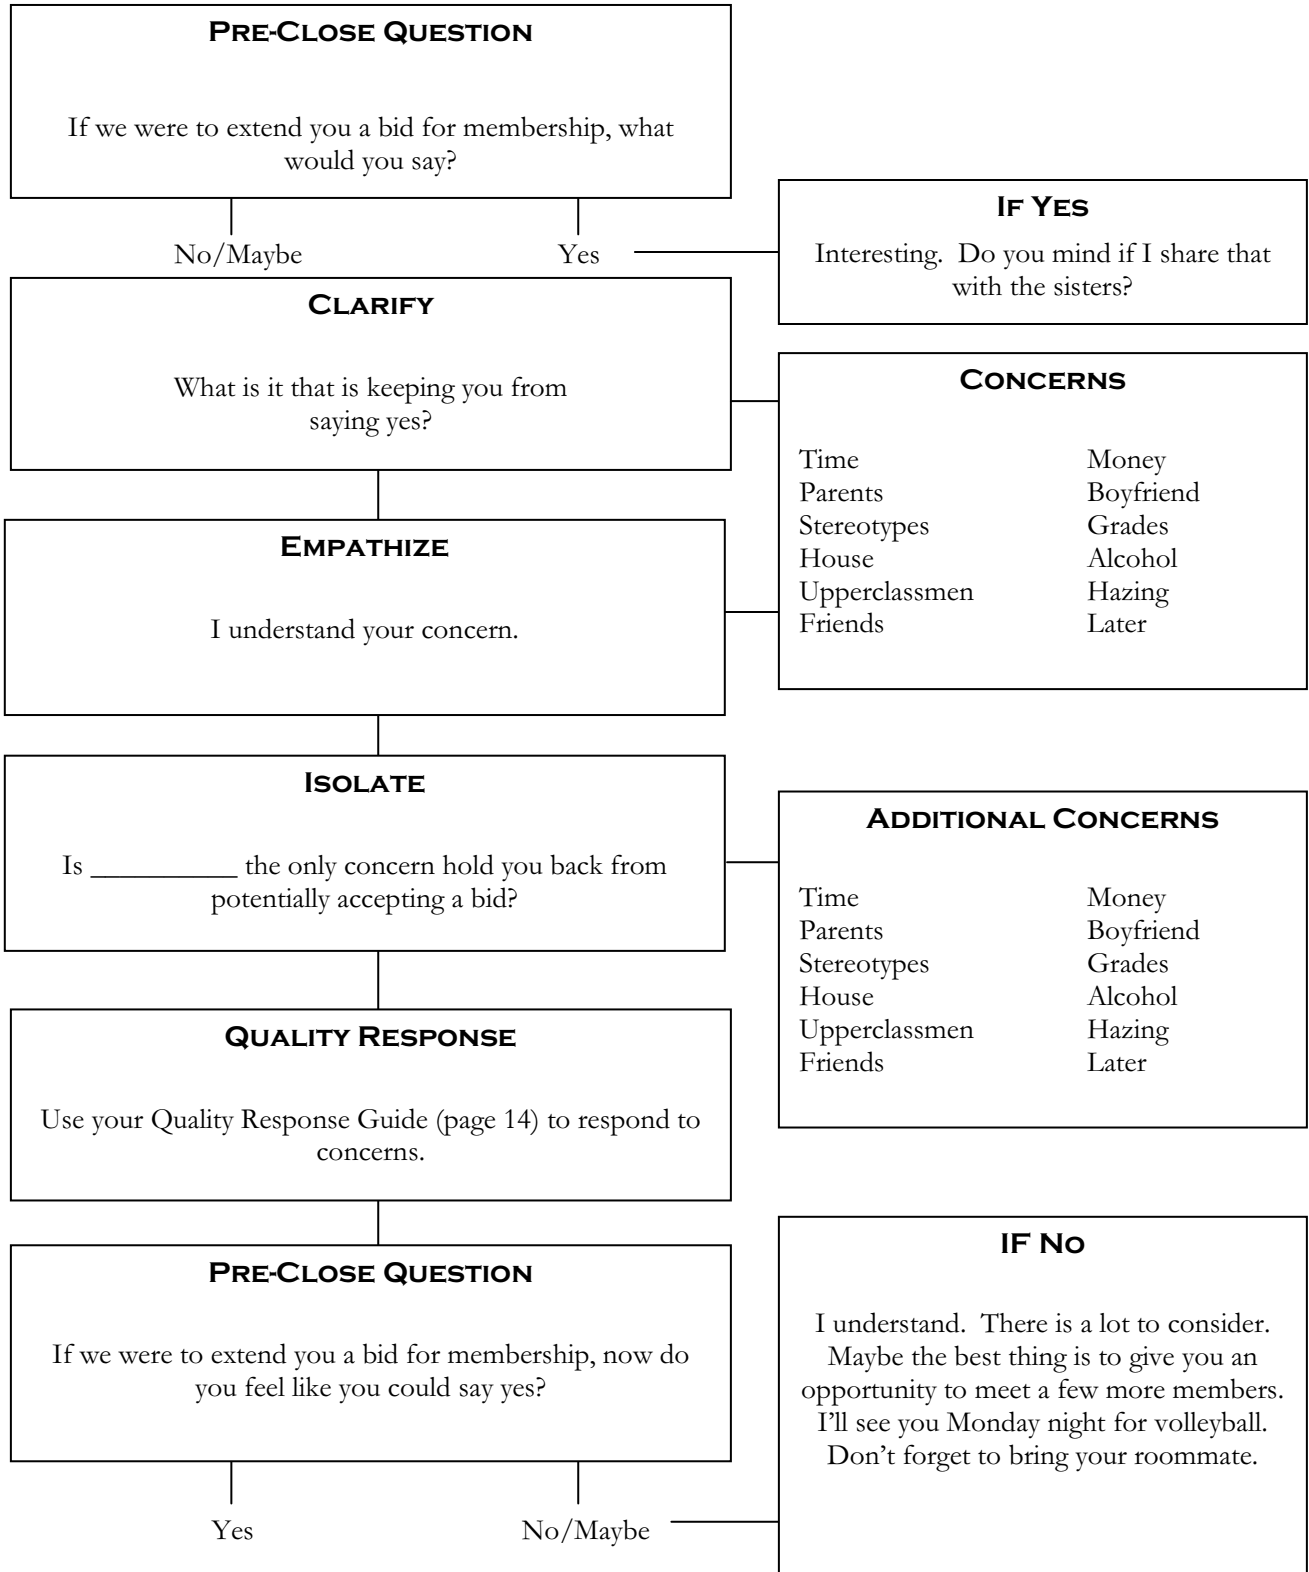 PRE-CLOSE QUESTION
If we were to extend you a bid for membership, what
would you say?
No/Maybe
Yes
IF YES
Interesting. Do you mind if I share that
with the sisters?
CLARIFY
What is it that is keeping you from
saying yes?
CONCERNS
Time Money
Parents Boyfriend
Stereotypes Grades
House Alcohol
Upperclassmen Hazing
Friends Later
EMPATHIZE
I understand your concern.
ISOLATE
Is __________ the only concern hold you back from
potentially accepting a bid?
ADDITIONAL CONCERNS
Time Money
Parents Boyfriend
Stereotypes Grades
House Alcohol
Upperclassmen Hazing
Friends Later
QUALITY RESPONSE
Use your Quality Response Guide (page 14) to respond to
concerns.
PRE-CLOSE QUESTION
If we were to extend you a bid for membership, now do
you feel like you could say yes?
Yes
No/Maybe
IF NO
I understand. There is a lot to consider.
Maybe the best thing is to give you an
opportunity to meet a few more members.
I'll see you Monday night for volleyball.
Don't forget to bring your roommate.